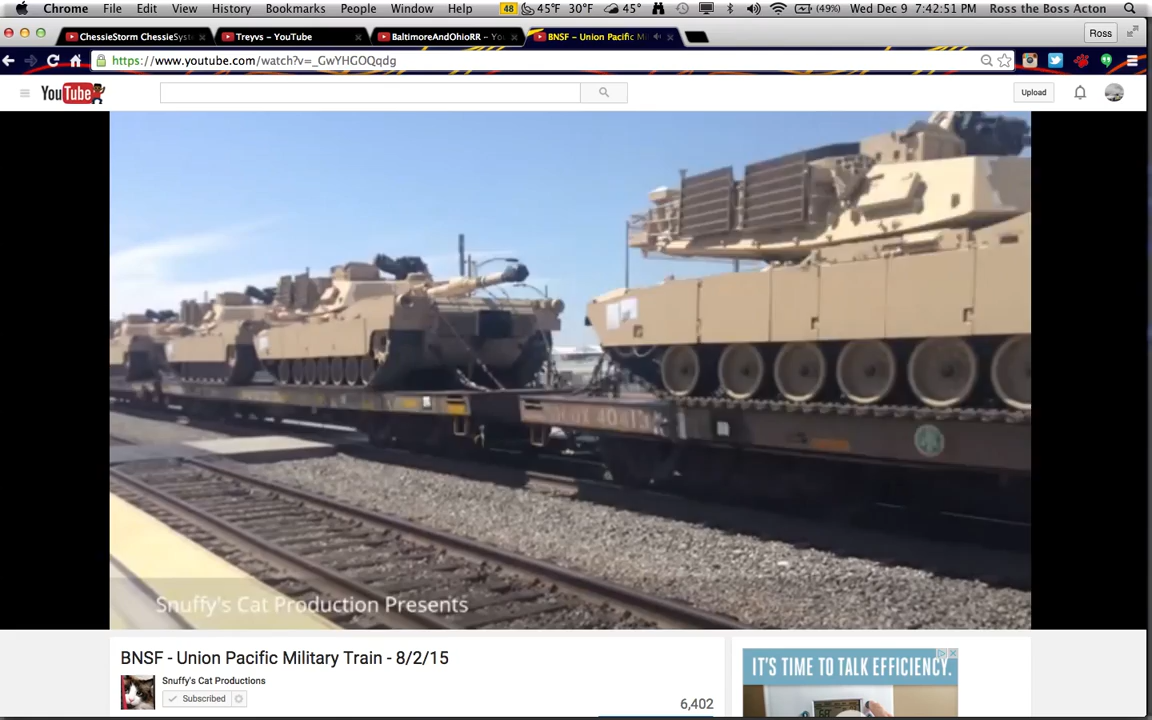 Chrome File Edit View History Bookmarks People Window Help 48 45°F 30°F 45° (49%) Wed Dec 9 7:42:51 PM Ross the Boss Acton
ChessieStorm ChessieSyst
Treyvs - YouTube
BaltimoreAndOhioRR - Yo
BNSF - Union Pacific Mi
Ross
https://www.youtube.com/watch?v=_GwYHGOQqdg
YouTube
Upload
Snuffy's Cat Production Presents
BNSF - Union Pacific Military Train - 8/2/15
Snuffy's Cat Productions
Subscribed
6,402
IT'S TIME TO TALK EFFICIENCY.